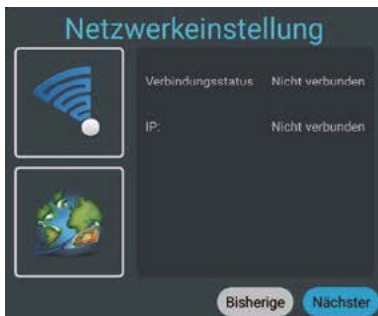 Netzwerkeinstellung
Verbindungsstatus Nicht verbunden
IP: Nicht verbunden
Bisherige Nächster